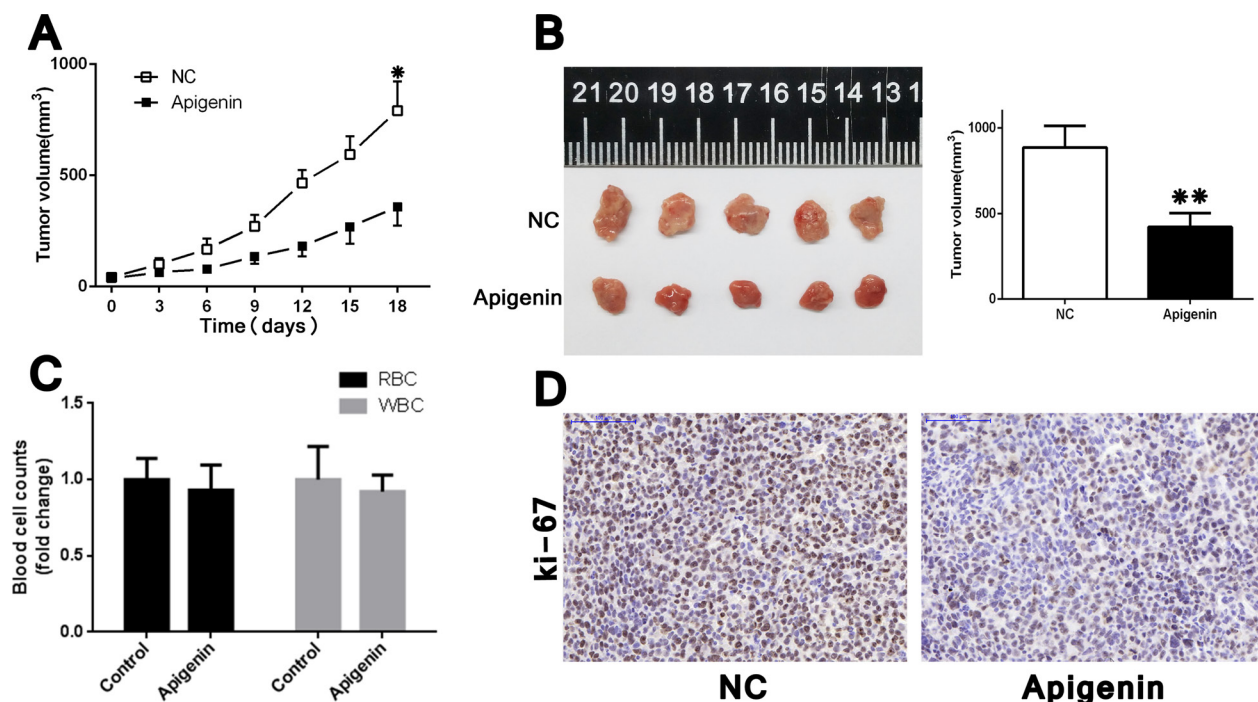 A
1000
500
0
Tumor volume(mm³)
NC
Apigenin
*
0 3 6 9 12 15 18
Time ( days )
B
21 20 19 18 17 16 15 14 13
NC
Apigenin
1000
500
0
Tumor volume(mm³)
**
NC Apigenin
C
RBC
WBC
1.5
1.0
0.5
0.0
Blood cell counts
(fold change)
Control Apigenin Control Apigenin
D
ki-67
NC Apigenin